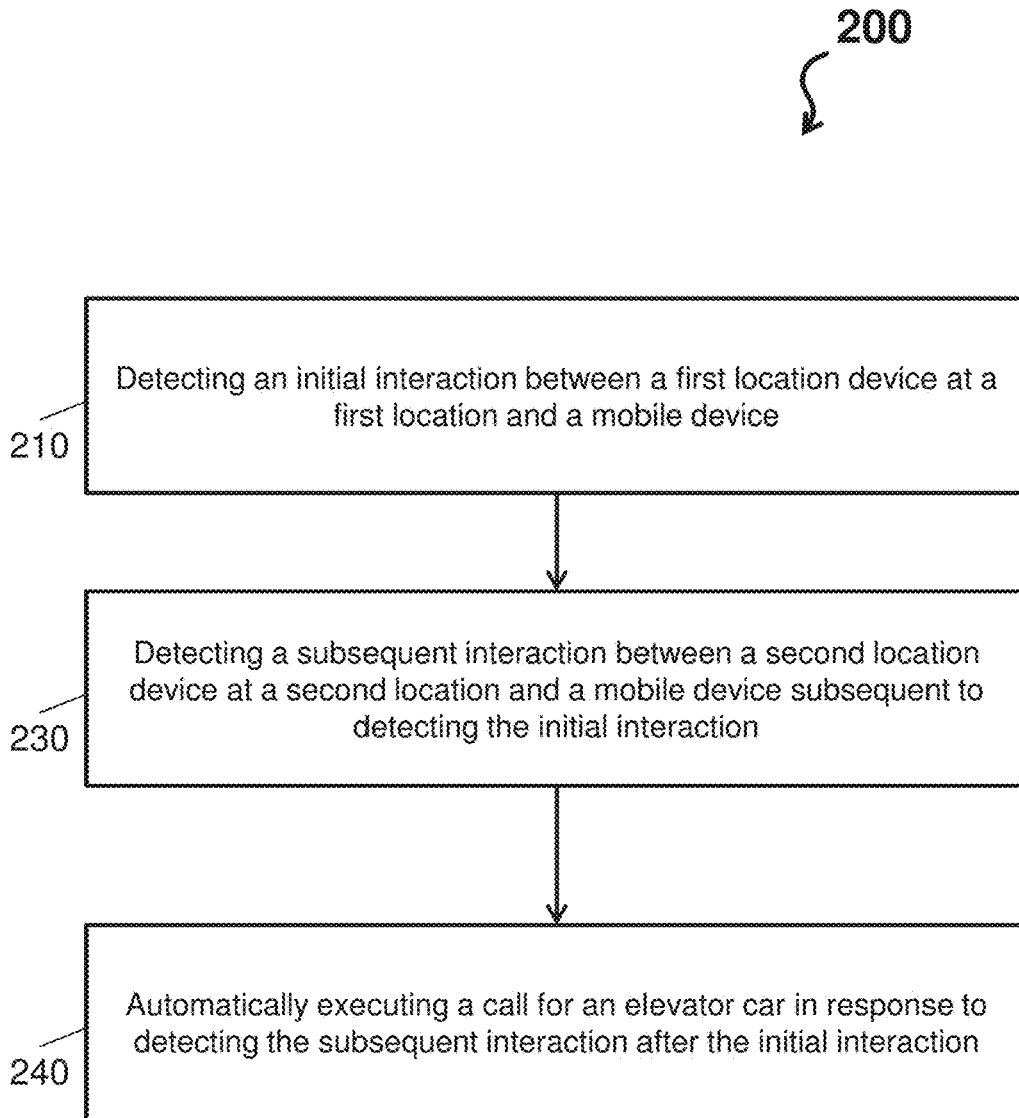 200
Detecting an initial interaction between a first location device at a
first location and a mobile device
210
Detecting a subsequent interaction between a second location
device at a second location and a mobile device subsequent to
detecting the initial interaction
230
Automatically executing a call for an elevator car in response to
detecting the subsequent interaction after the initial interaction
240